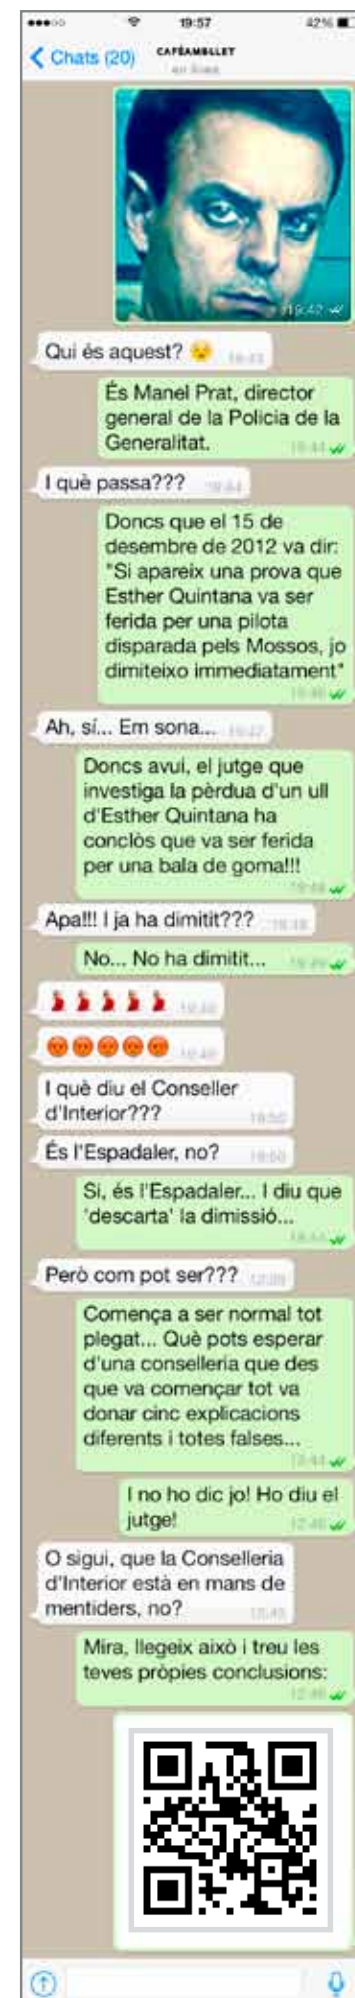 19:57
42%
Chats (20)
CAFÈAMBLLET
19:42
Qui és aquest?
És Manel Prat, director
general de la Policia de la
Generalitat.
I què passa???
Doncs que el 15 de
desembre de 2012 va dir:
"Si apareix una prova que
Esther Quintana va ser
ferida per una pilota
disparada pels Mossos, jo
dimiteixo immediatament"
Ah, sí... Em sona...
Doncs avui, el jutge que
investiga la pèrdua d'un ull
d'Esther Quintana ha
conclòs que va ser ferida
per una bala de goma!!!
Apa!!! I ja ha dimitit???
No... No ha dimitit...
I què diu el Conseller
d'Interior???
És l'Espadaler, no?
Si, és l'Espadaler... I diu que
'descarta' la dimissió...
Però com pot ser???
Comença a ser normal tot
plegat... Què pots esperar
d'una conselleria que des
que va començar tot va
donar cinc explicacions
diferents i totes falses...
I no ho dic jo! Ho diu el
jutge!
O sigui, que la Conselleria
d'Interior està en mans de
mentiders, no?
Mira, llegeix això i treu les
teves pròpies conclusions: